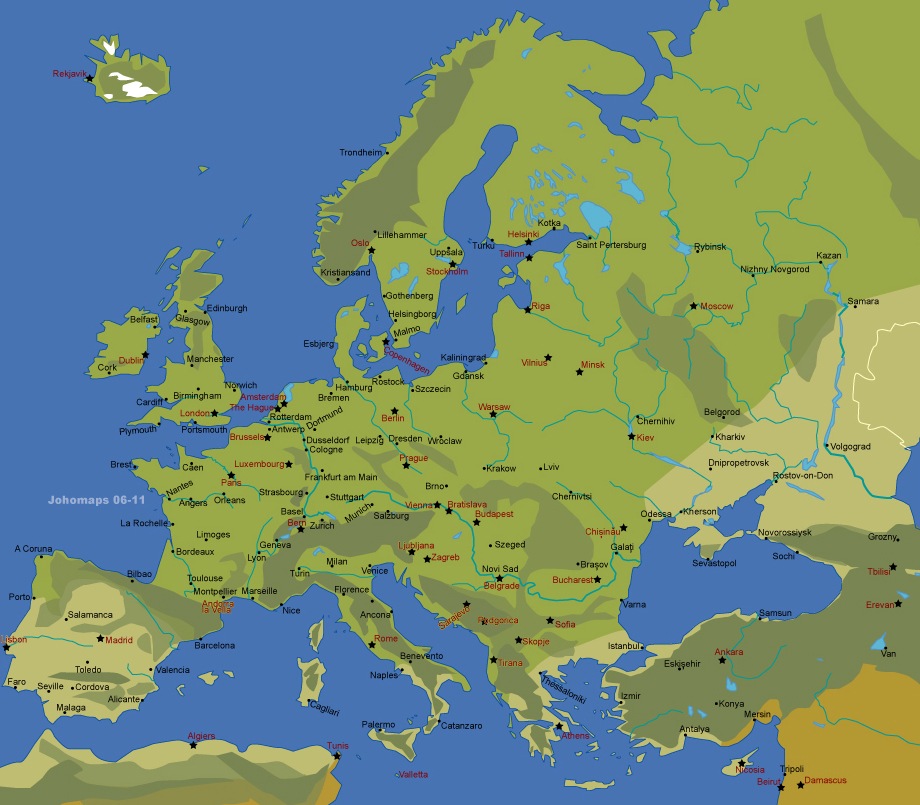 Rekjavik
Trondheim
Lillehammer
Oslo
Kristiansand
Uppsala
Stockholm
Turku
Helsinki
Kotka
Tallinn
Saint Pertersburg
Rybinsk
Nizhny Novgorod
Kazan
Samara
Gothenberg
Helsingborg
Malmo
Copenhagen
Esbjerg
Riga
Moscow
Edinburgh
Glasgow
Belfast
Dublin
Cork
Manchester
Birmingham
Norwich
Cardiff
London
Plymouth
Portsmouth
Kaliningrad
Gdansk
Vilnius
Minsk
Amsterdam
The Hague
Rotterdam
Antwerp
Brussels
Hamburg
Bremen
Rostock
Szczecin
Dortmund
Dusseldorf
Cologne
Berlin
Leipzig
Dresden
Wroclaw
Warsaw
Chernihiv
Kiev
Belgorod
Kharkiv
Volgograd
Brest
Caen
Luxembourg
Paris
Frankfurt am Main
Prague
Krakow
Lviv
Dnipropetrovsk
Rostov-on-Don
Johomaps 06-11
Nantes
Angers
Orleans
Strasbourg
Stuttgart
Brno
Munich
Vienna
Bratislava
Salzburg
Budapest
Chernivtsi
Odessa
Kherson
La Rochelle
Limoges
Basel
Bern
Zurich
Geneva
Lyon
Bordeaux
Ljubljana
Zagreb
Szeged
Chișinău
Galați
Brașov
Sevastopol
Novorossiysk
Sochi
Grozny
Tbilisi
A Coruna
Bilbao
Toulouse
Montpellier
Marseille
Nice
Turin
Milan
Venice
Florence
Novi Sad
Belgrade
Bucharest
Varna
Yerevan
Erevan
Porto
Salamanca
Andorra
la Vella
Ancona
Sarajevo
Podgorica
Sofia
Samsun
Lisbon
Madrid
Barcelona
Rome
Skopje
Istanbul
Ankara
Van
Toledo
Valencia
Benevento
Naples
Tirana
Thessaloniki
Eskişehir
Faro
Seville
Cordova
Alicante
Malaga
Cagliari
Izmir
Konya
Mersin
Palermo
Catanzaro
Athens
Antalya
Algiers
Tunis
Valletta
Nicosia
Tripoli
Beirut
Damascus